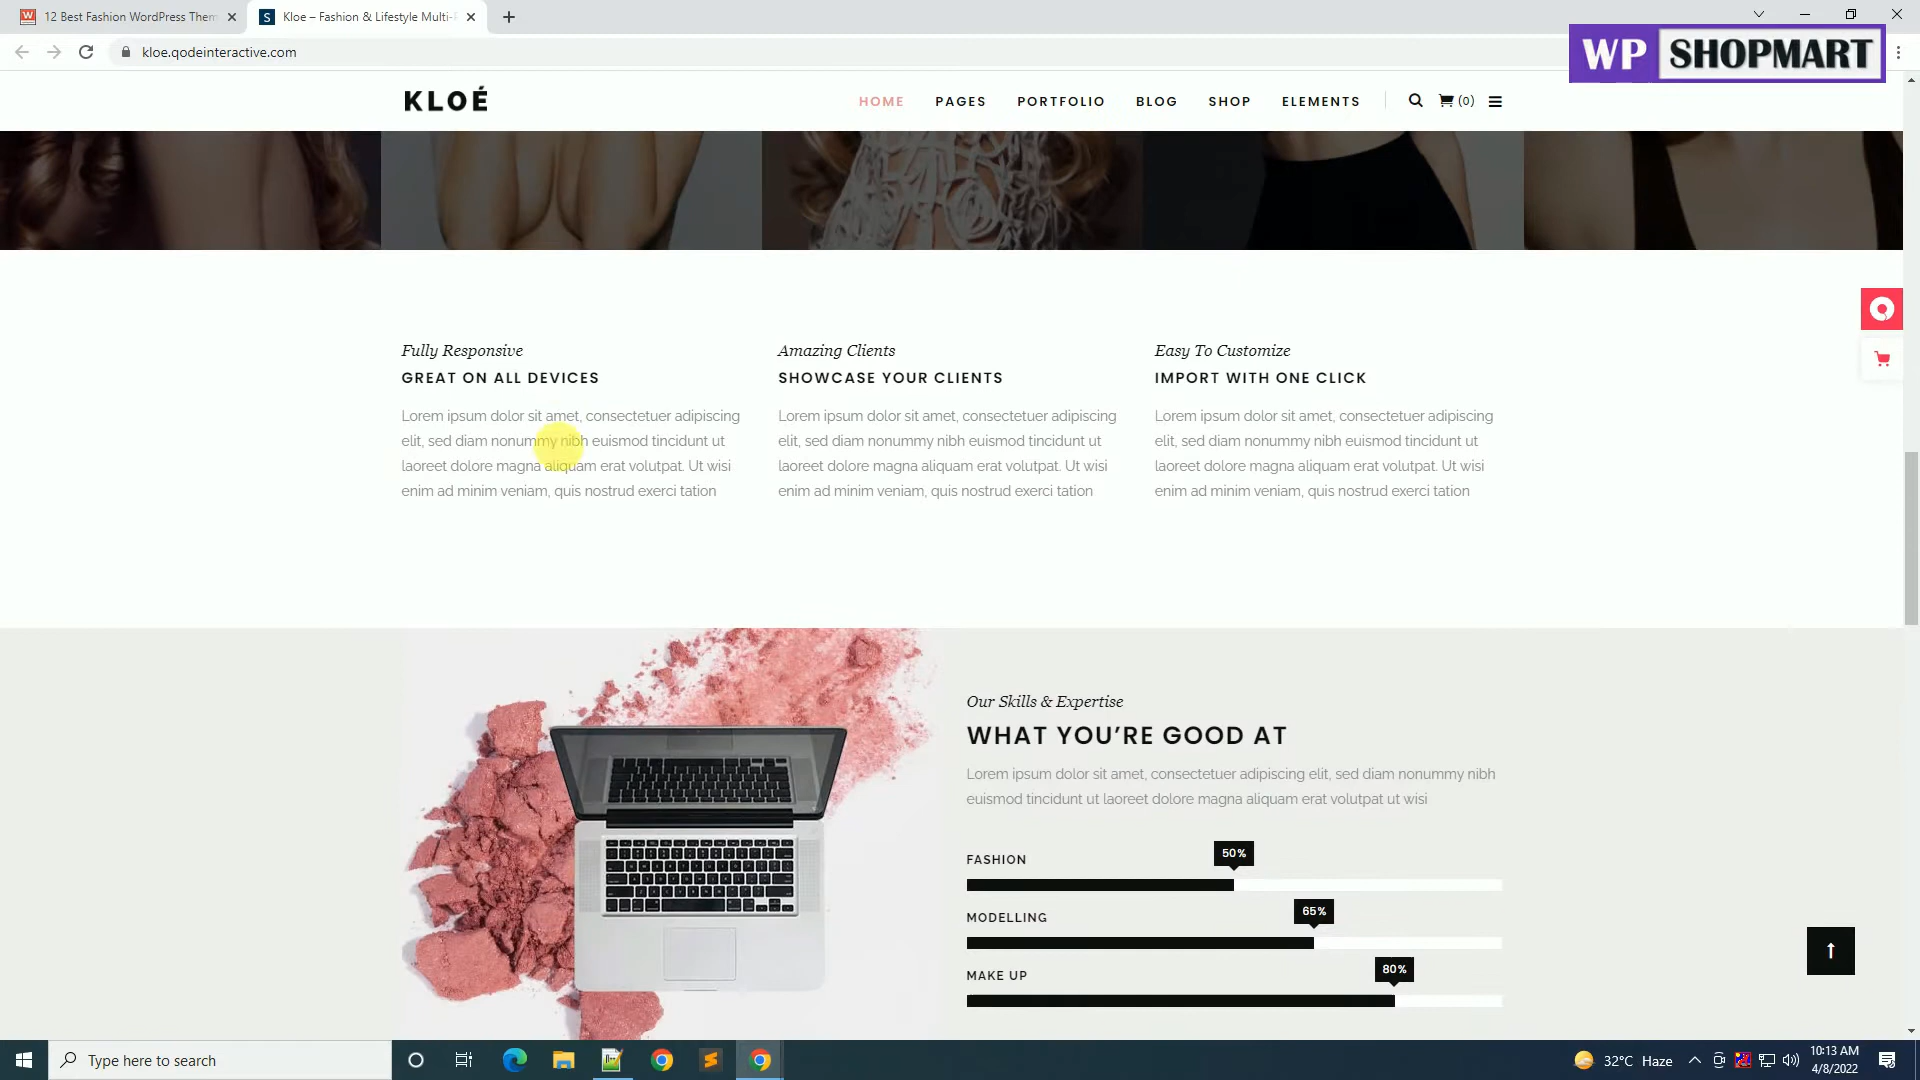 12 Best Fashion WordPress Them
Kloe – Fashion & Lifestyle Multi-P
kloe.qodeinteractive.com
WP SHOPMART
KLOÉ
HOME PAGES PORTFOLIO BLOG SHOP ELEMENTS (0)
Fully Responsive
GREAT ON ALL DEVICES
Lorem ipsum dolor sit amet, consectetuer adipiscing
elit, sed diam nonummy nibh euismod tincidunt ut
laoreet dolore magna aliquam erat volutpat. Ut wisi
enim ad minim veniam, quis nostrud exerci tation
Amazing Clients
SHOWCASE YOUR CLIENTS
Lorem ipsum dolor sit amet, consectetuer adipiscing
elit, sed diam nonummy nibh euismod tincidunt ut
laoreet dolore magna aliquam erat volutpat. Ut wisi
enim ad minim veniam, quis nostrud exerci tation
Easy To Customize
IMPORT WITH ONE CLICK
Lorem ipsum dolor sit amet, consectetuer adipiscing
elit, sed diam nonummy nibh euismod tincidunt ut
laoreet dolore magna aliquam erat volutpat. Ut wisi
enim ad minim veniam, quis nostrud exerci tation
Our Skills & Expertise
WHAT YOU’RE GOOD AT
Lorem ipsum dolor sit amet, consectetuer adipiscing elit, sed diam nonummy nibh
euismod tincidunt ut laoreet dolore magna aliquam erat volutpat ut wisi
FASHION 50%
MODELLING 65%
MAKE UP 80%
Type here to search
32°C Haze
10:13 AM
4/8/2022